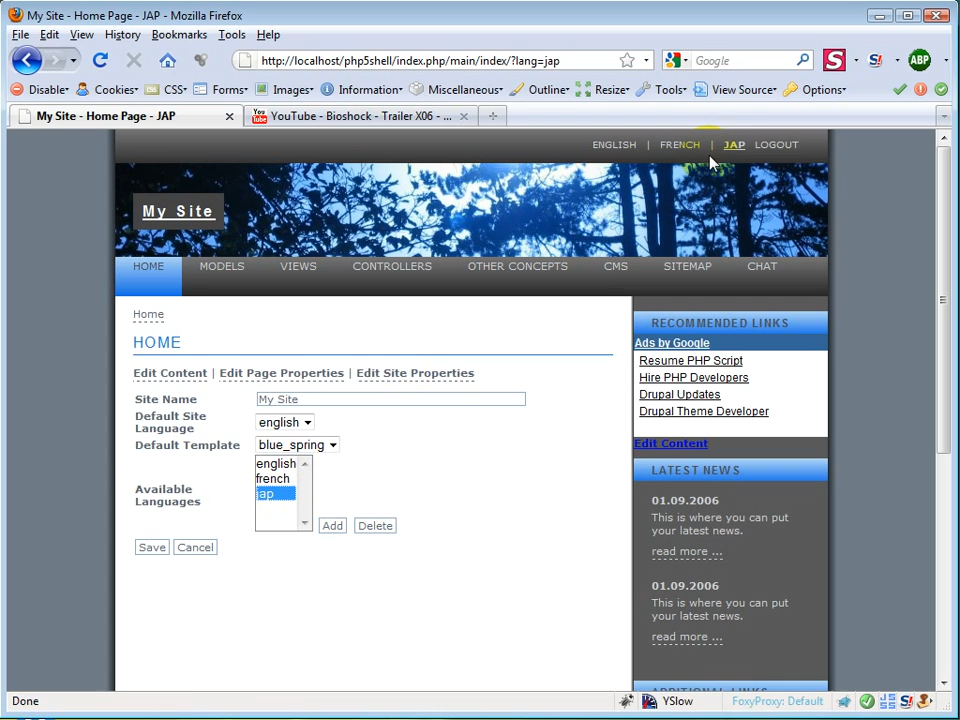 My Site - Home Page - JAP - Mozilla Firefox
File Edit View History Bookmarks Tools Help
http://localhost/php5shell/index.php/main/index/?lang=jap
Google
S
ABP
Disable Cookies CSS Forms Images Information Miscellaneous Outline Resize Tools View Source Options
My Site - Home Page - JAP
You Tube YouTube - Bioshock - Trailer X06 - ...
ENGLISH | FRENCH | JAP LOGOUT
My Site
HOME MODELS VIEWS CONTROLLERS OTHER CONCEPTS CMS SITEMAP CHAT
Home
HOME
Edit Content | Edit Page Properties | Edit Site Properties
Site Name My Site
Default Site Language english
Default Template blue_spring
Available Languages
english
french
jap
Add Delete
Save Cancel
RECOMMENDED LINKS
Ads by Google
Resume PHP Script
Hire PHP Developers
Drupal Updates
Drupal Theme Developer
Edit Content
LATEST NEWS
01.09.2006
This is where you can put
your latest news.
read more ...
01.09.2006
This is where you can put
your latest news.
read more ...
Done
YSlow
FoxyProxy: Default